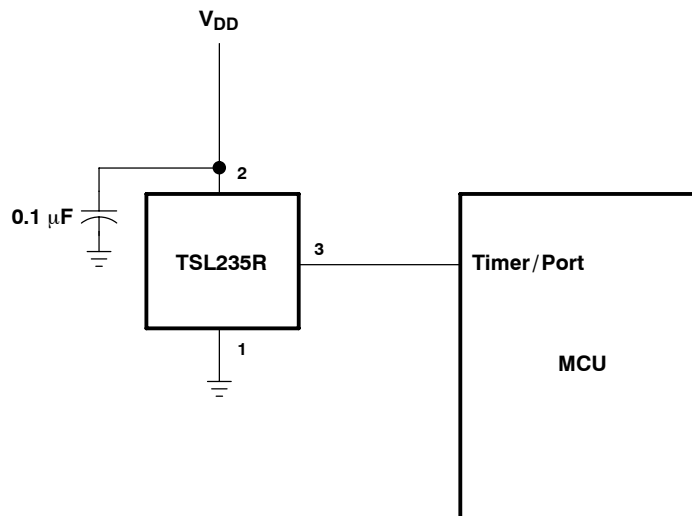 VDD
2
0.1 μF
TSL235R
3
Timer/Port
1
MCU